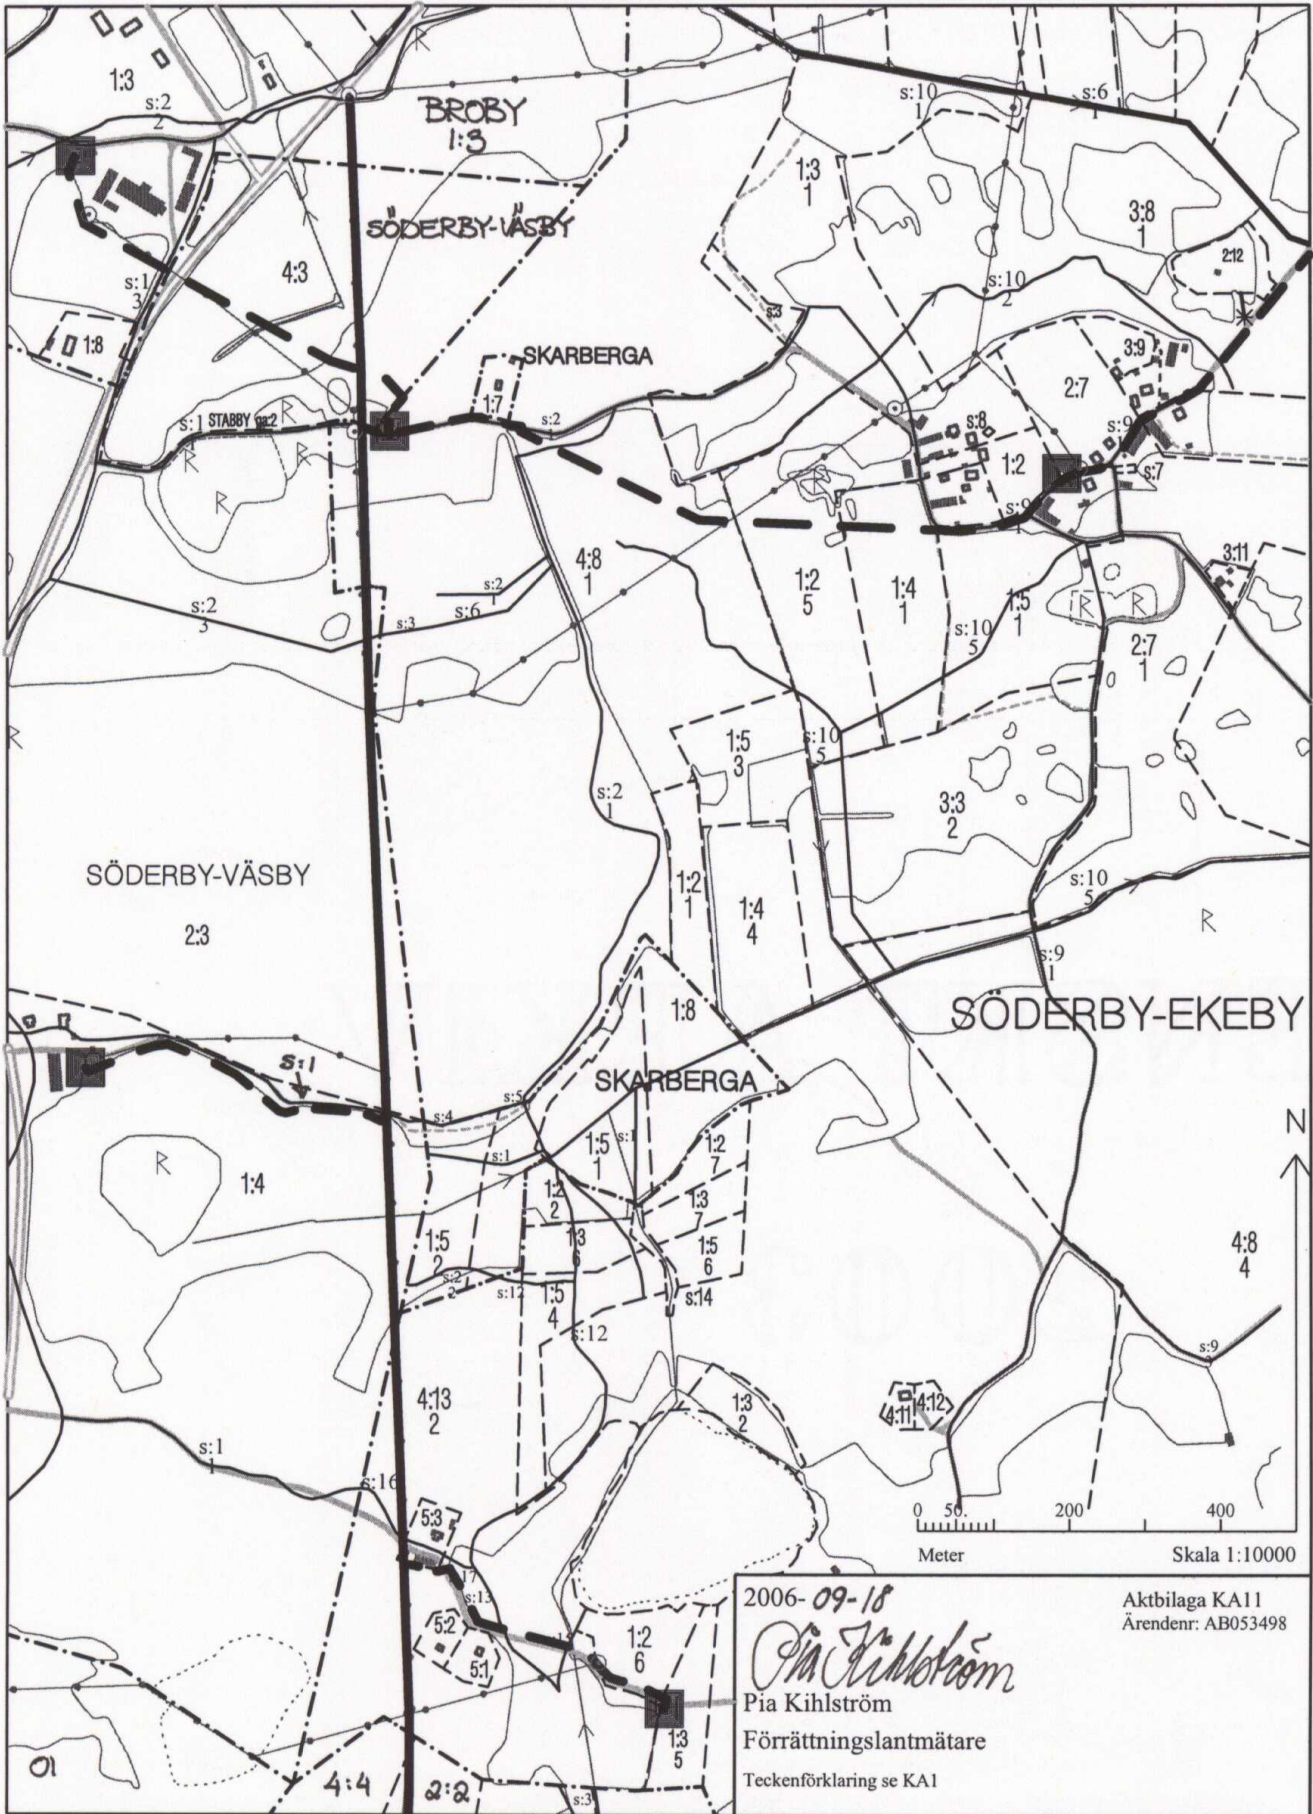 1:3
s:2
2
BROBY
1:3
s:10
1
s:6
1
1:3
1
3:8
1
2:12
SÖDERBY-VÄSBY
4:3
s:1
3
s:10
2
s:3
1:8
SKARBERGA
1:7
3:9
2:7
s:1
1
STABBY ga:2
s:2
s:8
s:9
1:2
s:7
R
R
R
R
R
R
s:9
1
4:8
1
1:2
5
1:4
1
1:5
1
3:11
R
R
s:2
1
s:6
s:3
s:2
3
s:10
5
2:7
1
R
1:5
3
s:10
5
s:2
1
3:3
2
SÖDERBY-VÄSBY
2:3
1:2
1
1:4
4
s:10
5
R
s:9
1
1:8
SÖDERBY-EKEBY
s:1
SKARBERGA
s:4
s:5
N
R
1:4
s:1
1:5
1
s:1
1:2
7
1:2
2
1:3
7
1:3
6
1:5
2
1:5
6
4:8
4
s:2
2
s:12
1:5
4
s:14
s:12
s:9
4:13
2
1:3
2
4:11
4:12
s:1
1
s:16
0 50 200 400
Meter Skala 1:10000
5:3
17
s:13
5:2
5:1
1:2
6
1:3
5
01
4:4
2:2
s:3
2006-09-18
Aktbilaga KA11
Ärendenr: AB053498
Pia Kihlström
Pia Kihlström
Förrättningslantmätare
Teckenförklaring se KA1